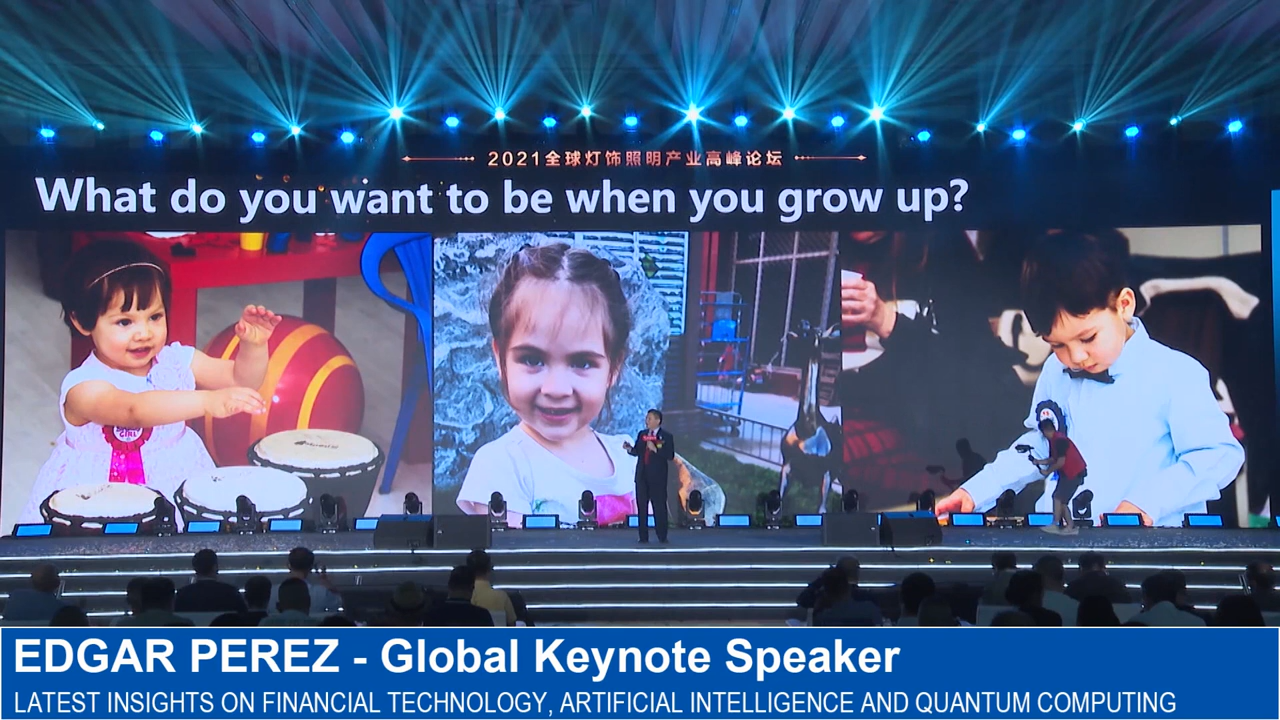 2021全球灯饰照明产业高峰论坛
What do you want to be when you grow up?
GIRL
EDGAR PEREZ - Global Keynote Speaker
LATEST INSIGHTS ON FINANCIAL TECHNOLOGY, ARTIFICIAL INTELLIGENCE AND QUANTUM COMPUTING